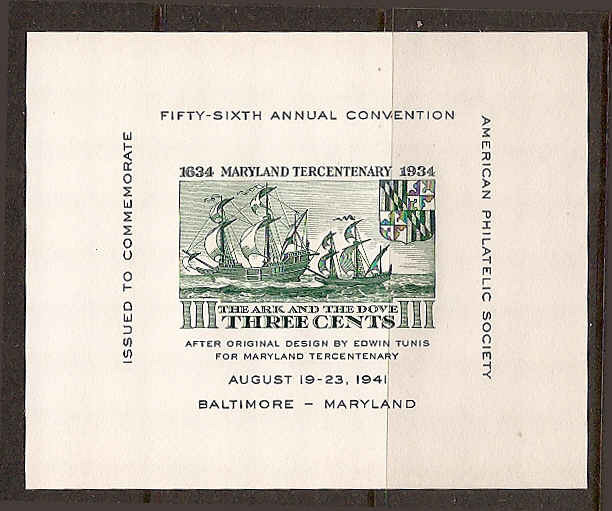 FIFTY-SIXTH ANNUAL CONVENTION
ISSUED TO COMMEMORATE
AMERICAN PHILATELIC SOCIETY
1634 MARYLAND TERCENTENARY 1934
THE ARK AND THE DOVE
III THREE CENTS III
AFTER ORIGINAL DESIGN BY EDWIN TUNIS
FOR MARYLAND TERCENTENARY
AUGUST 19-23, 1941
BALTIMORE – MARYLAND